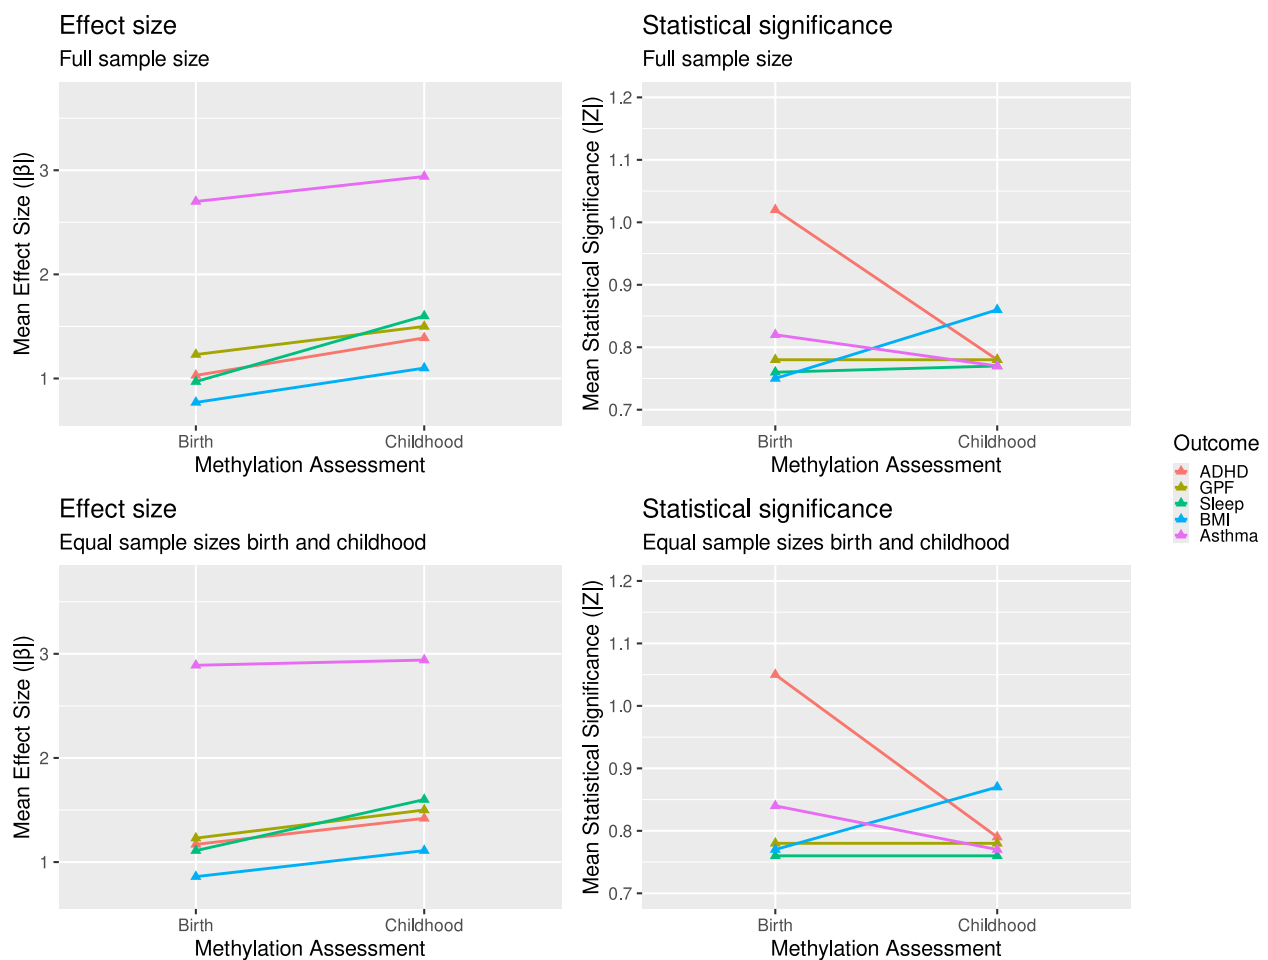 Effect size
Full sample size
Mean Effect Size (|β|)
3
2
1
Birth
Childhood
Methylation Assessment
Statistical significance
Full sample size
Mean Statistical Significance (|Z|)
1.2
1.1
1.0
0.9
0.8
0.7
Birth
Childhood
Methylation Assessment
Effect size
Equal sample sizes birth and childhood
Mean Effect Size (|β|)
3
2
1
Birth
Childhood
Methylation Assessment
Statistical significance
Equal sample sizes birth and childhood
Mean Statistical Significance (|Z|)
1.2
1.1
1.0
0.9
0.8
0.7
Birth
Childhood
Methylation Assessment
Outcome
ADHD
GPF
Sleep
BMI
Asthma